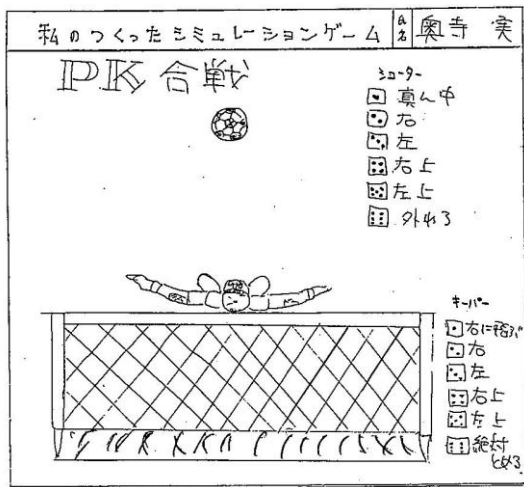 私のつくったシミュレーションゲーム 氏名 奥寺 実
PK合戦
シューター
⚀ 真ん中
⚁ 右
⚂ 左
⚃ 右上
⚄ 左上
⚅ 外れる
キーパー
⚀ 右に飛ぶ
⚁ 右
⚂ 左
⚃ 右上
⚄ 左上
⚅ 絶対
とめる